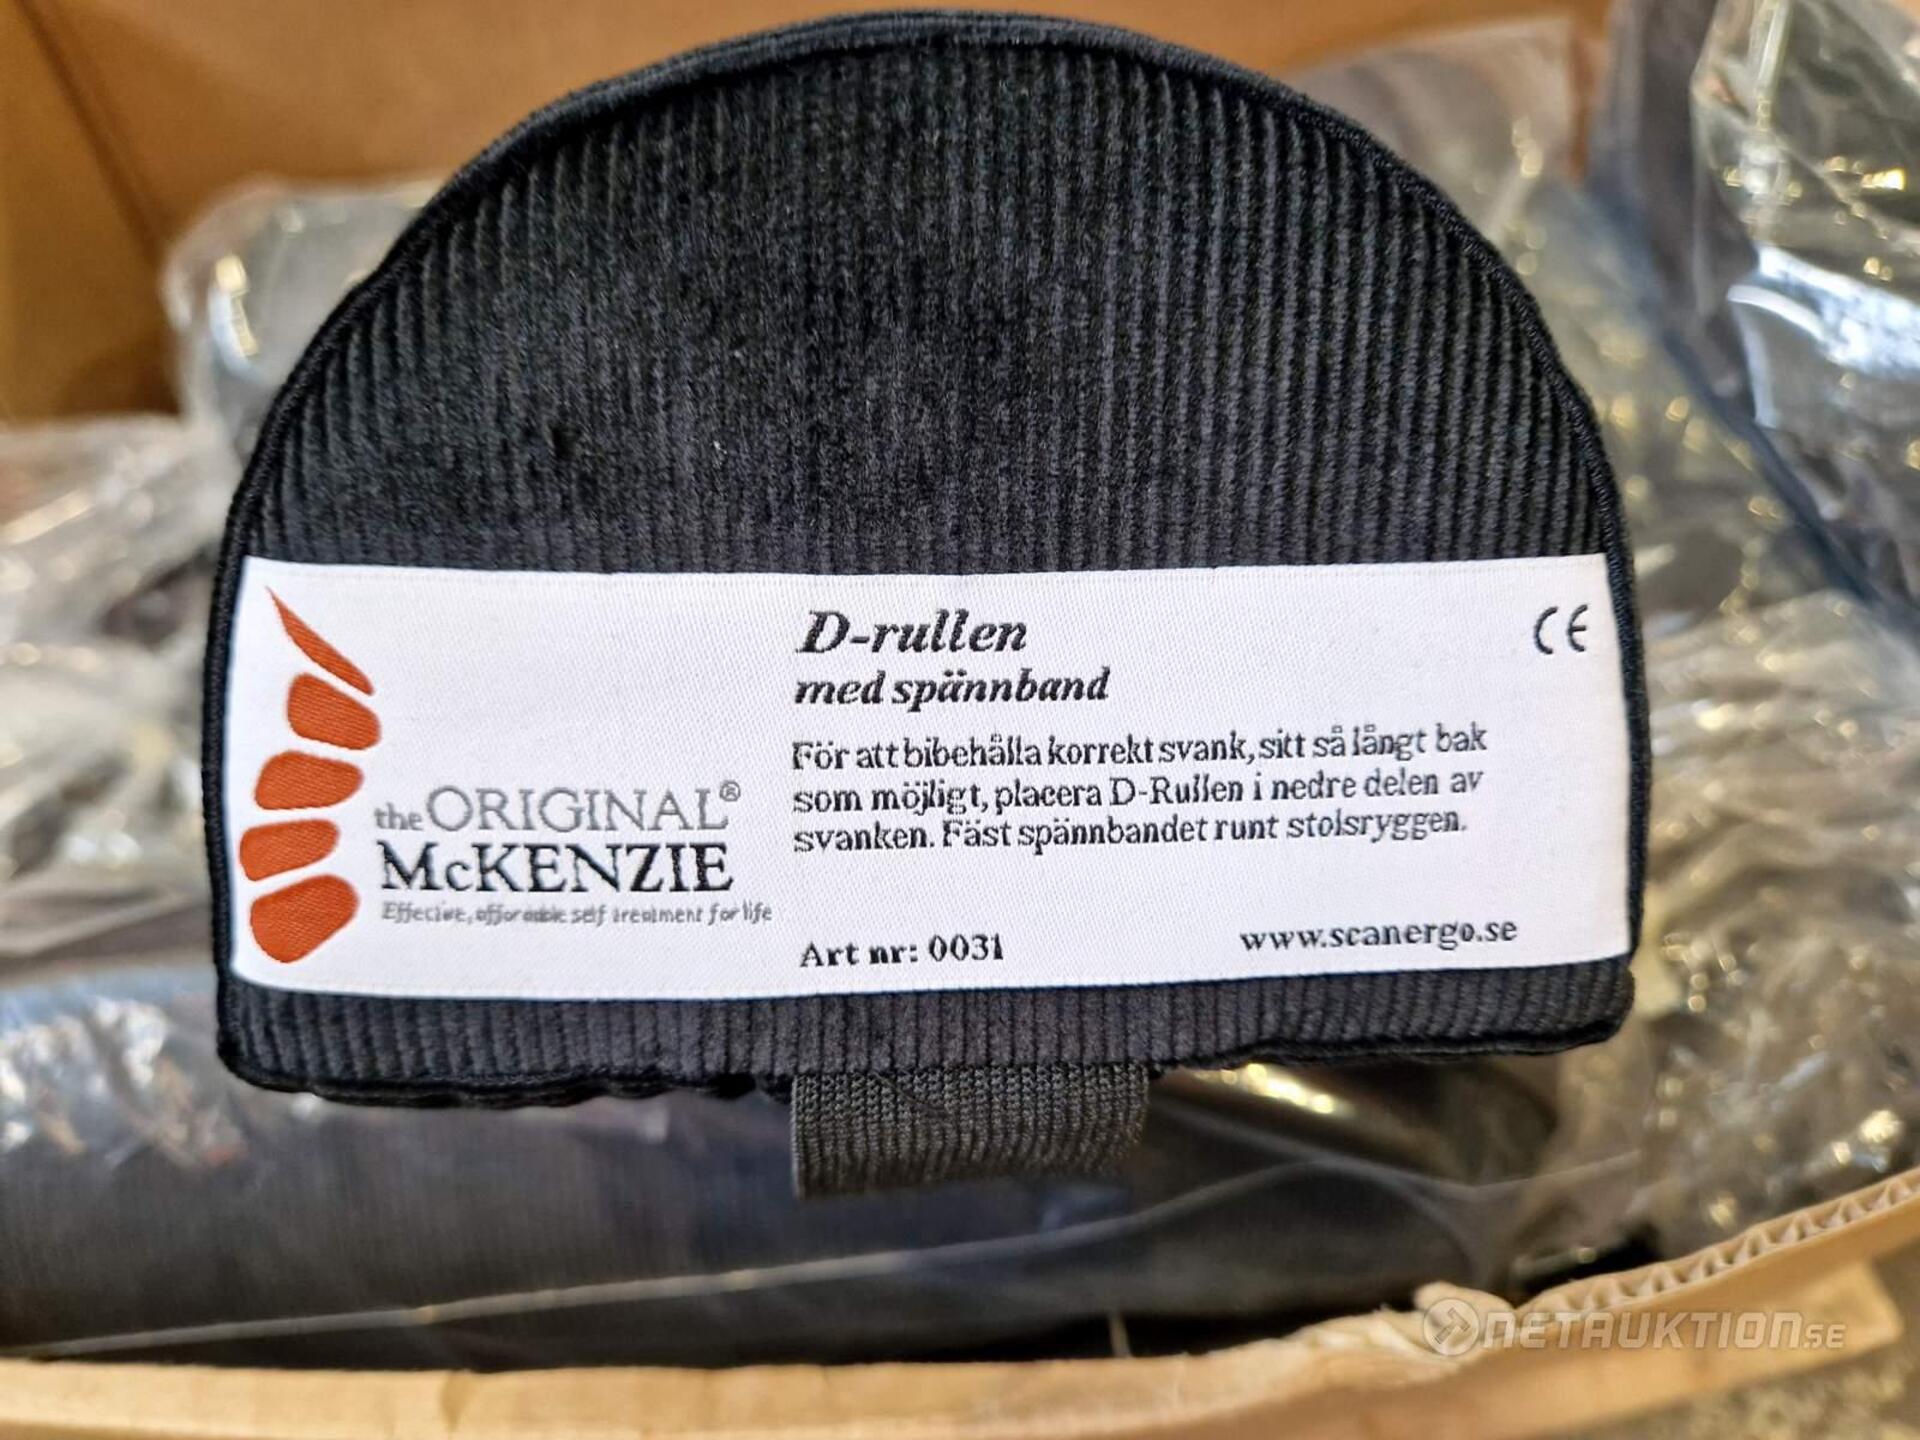 D-rullen
med spännband
CE
För att bibehålla korrekt svank, sitt så långt bak
som möjligt, placera D-Rullen i nedre delen av
svanken. Fäst spännbandet runt stolsryggen.
the ORIGINAL®
McKENZIE
Effective, affordable self treatment for life
Art nr: 0031
www.scanergo.se
NETAUKTION.SE